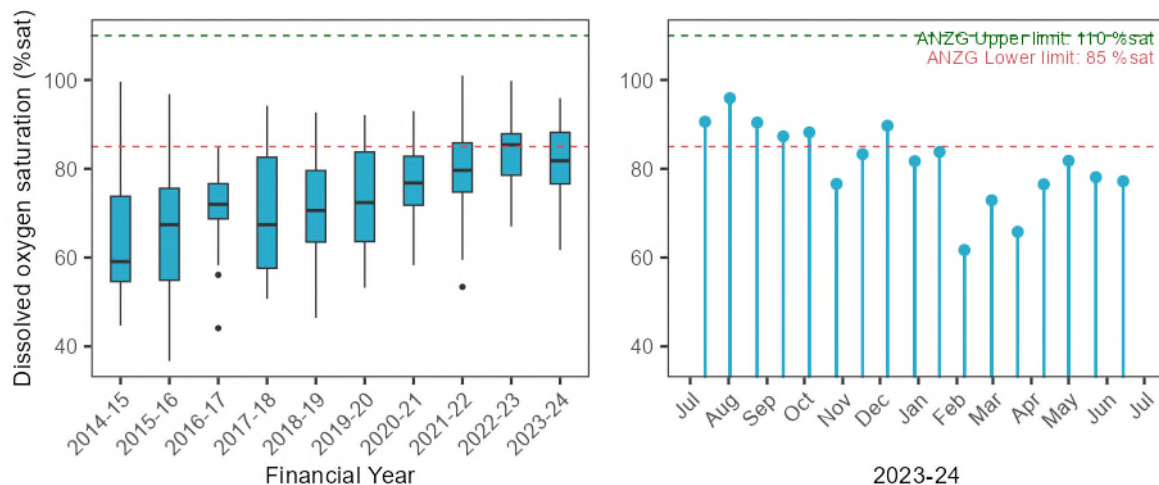 Dissolved oxygen saturation (%sat)
100
80
60
40
2014-15
2015-16
2016-17
2017-18
2018-19
2019-20
2020-21
2021-22
2022-23
2023-24
Financial Year
ANZG Upper limit: 110 %sat
ANZG Lower limit: 85 %sat
100
80
60
40
Jul
Aug
Sep
Oct
Nov
Dec
Jan
Feb
Mar
Apr
May
Jun
Jul
2023-24